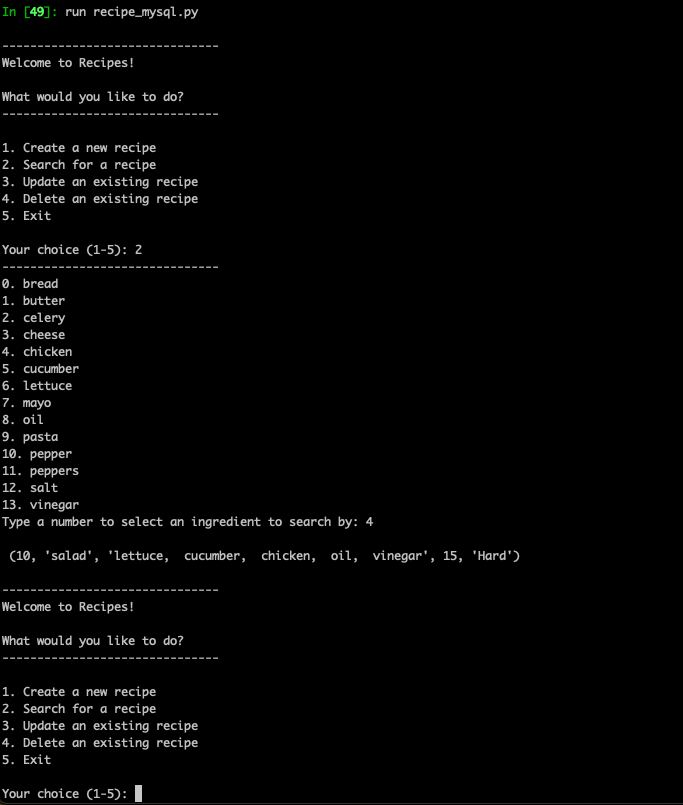 In [49]: run recipe_mysql.py
-------------------------------
Welcome to Recipes!
What would you like to do?
-------------------------------
1. Create a new recipe
2. Search for a recipe
3. Update an existing recipe
4. Delete an existing recipe
5. Exit
Your choice (1-5): 2
-------------------------------
0. bread
1. butter
2. celery
3. cheese
4. chicken
5. cucumber
6. lettuce
7. mayo
8. oil
9. pasta
10. pepper
11. peppers
12. salt
13. vinegar
Type a number to select an ingredient to search by: 4
(10, 'salad', 'lettuce,  cucumber,  chicken,  oil,  vinegar', 15, 'Hard')
-------------------------------
Welcome to Recipes!
What would you like to do?
-------------------------------
1. Create a new recipe
2. Search for a recipe
3. Update an existing recipe
4. Delete an existing recipe
5. Exit
Your choice (1-5):